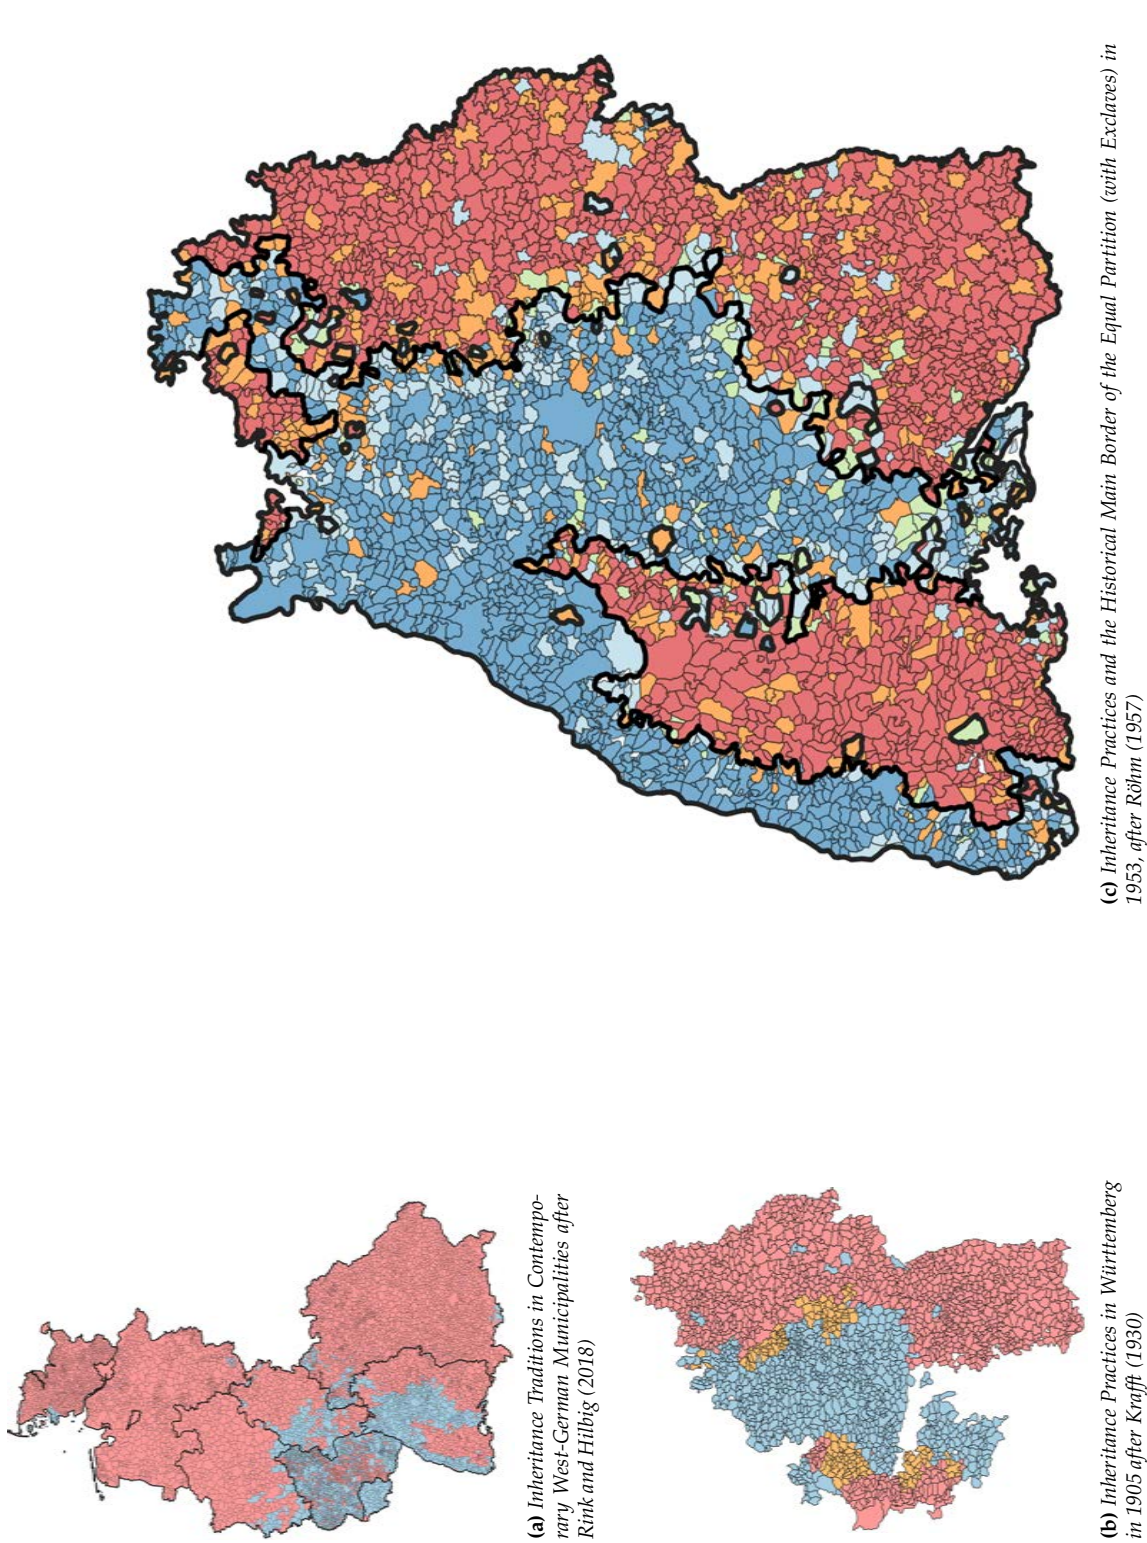 (a) Inheritance Traditions in Contempo-
rary West-German Municipalities after
Rink and Hilbig (2018)
(b) Inheritance Practices in Württemberg
in 1905 after Krafft (1930)
(c) Inheritance Practices and the Historical Main Border of the Equal Partition (with Exclaves) in
1953, after Röhm (1957)